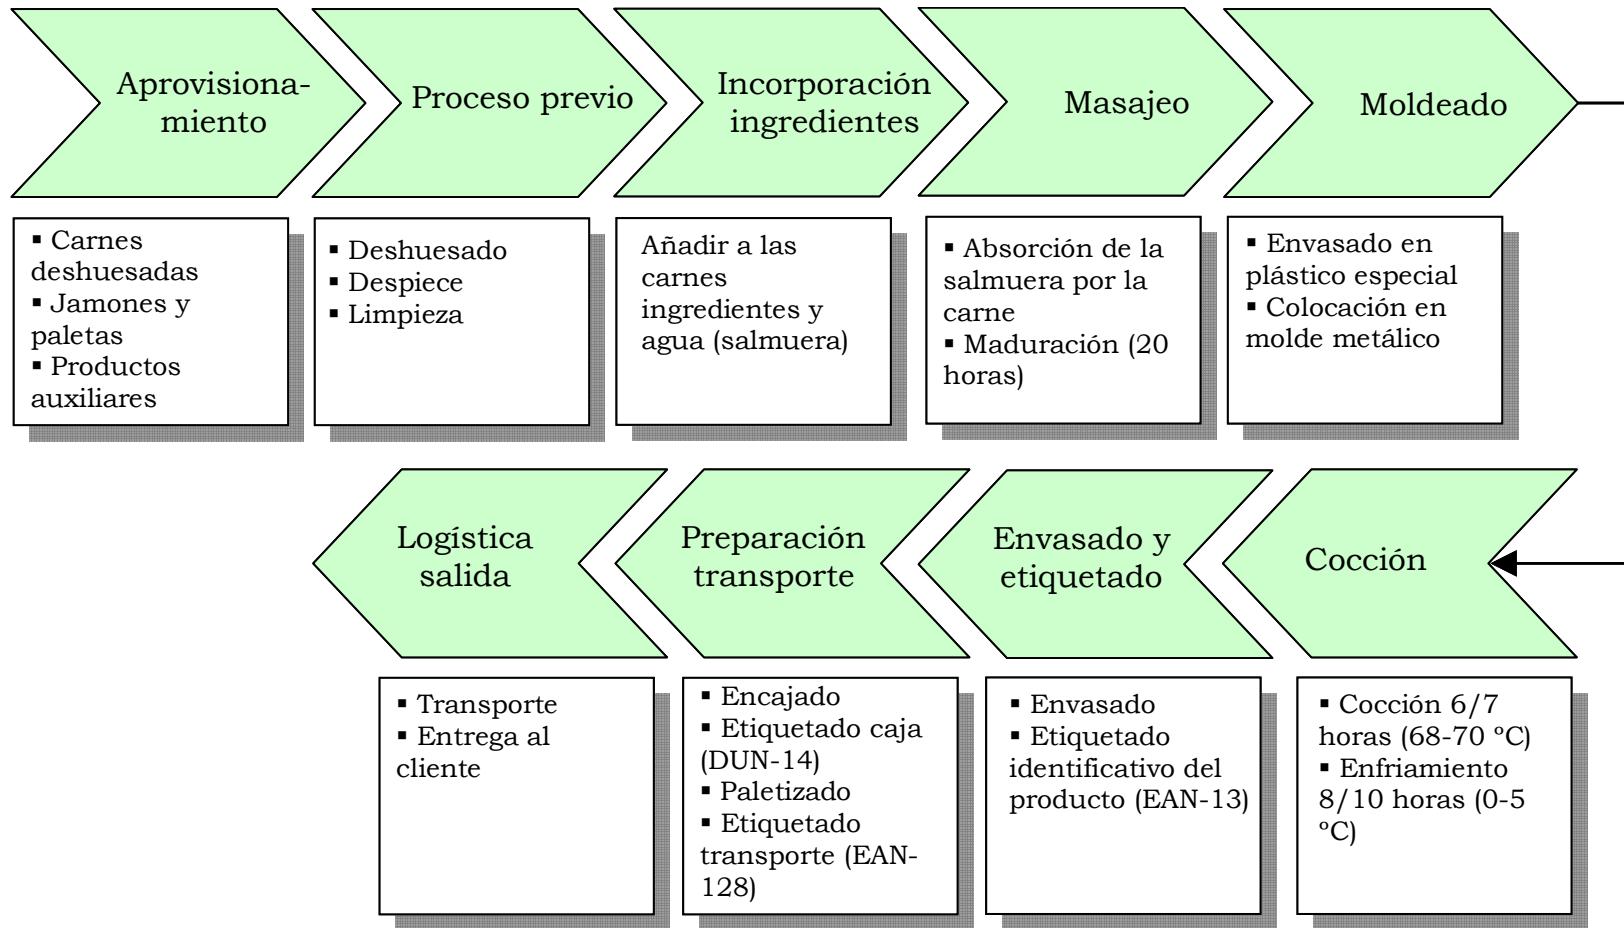 Aprovisiona-
miento
Proceso previo
Incorporación
ingredientes
Masajeo
Moldeado
▪ Carnes
deshuesadas
▪ Jamones y
paletas
▪ Productos
auxiliares
▪ Deshuesado
▪ Despiece
▪ Limpieza
Añadir a las
carnes
ingredientes y
agua (salmuera)
▪ Absorción de la
salmuera por la
carne
▪ Maduración (20
horas)
▪ Envasado en
plástico especial
▪ Colocación en
molde metálico
Logística
salida
Preparación
transporte
Envasado y
etiquetado
Cocción
▪ Transporte
▪ Entrega al
cliente
▪ Encajado
▪ Etiquetado caja
(DUN-14)
▪ Paletizado
▪ Etiquetado
transporte (EAN-
128)
▪ Envasado
▪ Etiquetado
identificativo del
producto (EAN-13)
▪ Cocción 6/7
horas (68-70 ºC)
▪ Enfriamiento
8/10 horas (0-5
ºC)